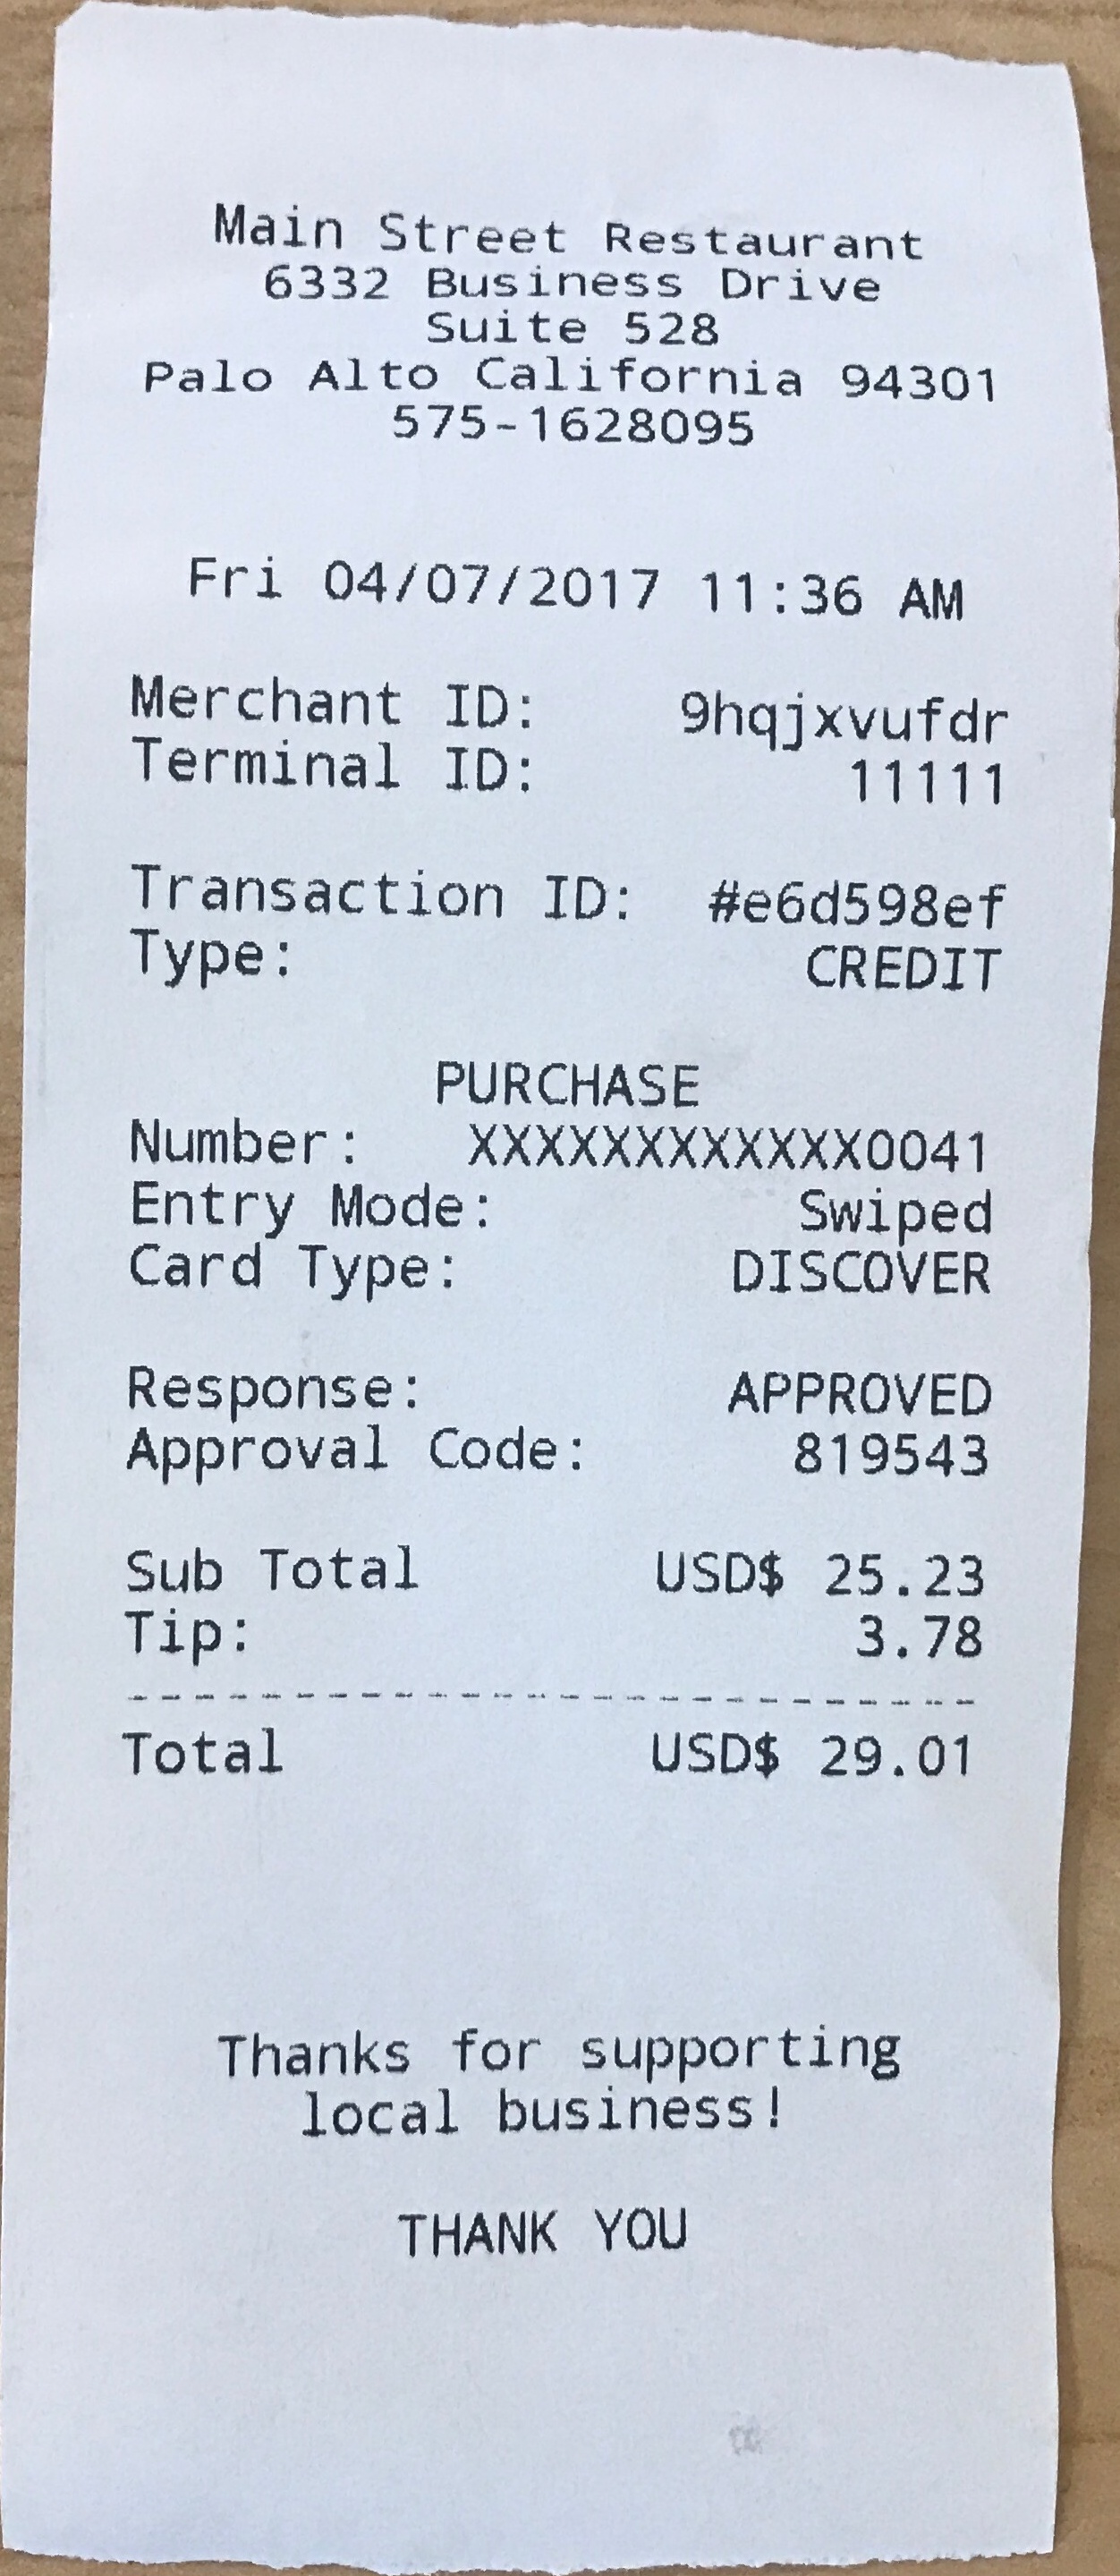 Main Street Restaurant
6332 Business Drive
Suite 528
Palo Alto California 94301
575-1628095
Fri 04/07/2017 11:36 AM
Merchant ID: 9hqjxvufdr
Terminal ID: 11111
Transaction ID: #e6d598ef
Type: CREDIT
PURCHASE
Number: XXXXXXXXXXXX0041
Entry Mode: Swiped
Card Type: DISCOVER
Response: APPROVED
Approval Code: 819543
Sub Total USD$ 25.23
Tip: 3.78
--------------------------
Total USD$ 29.01
Thanks for supporting
local business!
THANK YOU